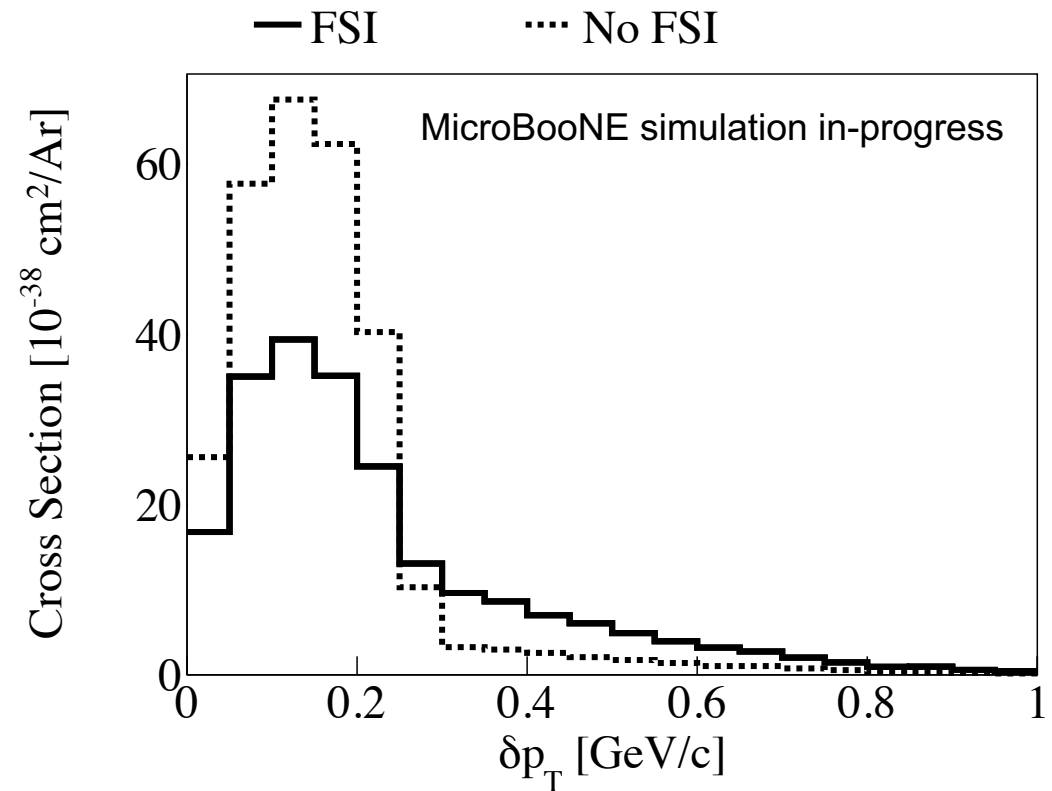 FSI No FSI
MicroBooNE simulation in-progress
Cross Section [10⁻³⁸ cm²/Ar]
60
40
20
0
0 0.2 0.4 0.6 0.8 1
δp_T [GeV/c]